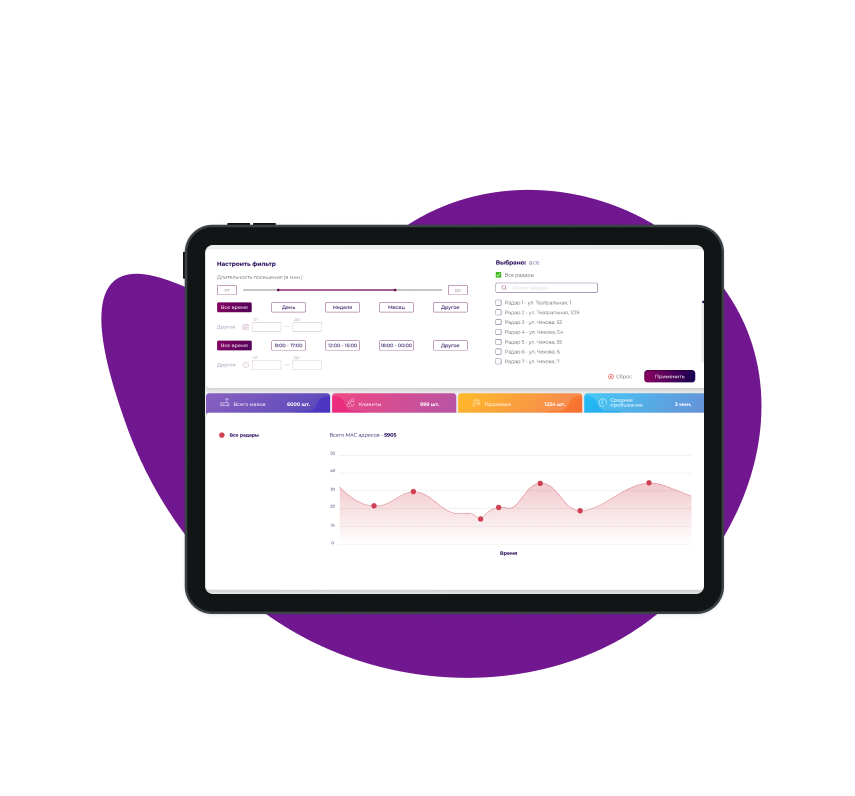 Настроить фильтр
Длительность посещения (в мин):
от
до
Все время
День
Неделя
Месяц
Другое
от
до
Другое
—
Все время
8:00 - 17:00
12:00 - 15:00
18:00 - 00:00
Другое
от
до
Другое
—
Выбрано: все
Все радары
Поиск радара
Радар 1 - ул. Театральная, 1
Радар 2 - ул. Театральная, 1/29
Радар 3 - ул. Чехова, 53
Радар 4 - ул. Чехова, 54
Радар 5 - ул. Чехова, 55
Радар 6 - ул. Чехова, 6
Радар 7 - ул. Чехова, 7
Сброс
Применить
Всего маков 6000 шт.
Клиенты 999 шт.
Прохожие 1234 шт.
Среднее
пребывание 3 мин.
Все радары
Всего MAC адресов - 5905
50
40
30
20
10
0
Время